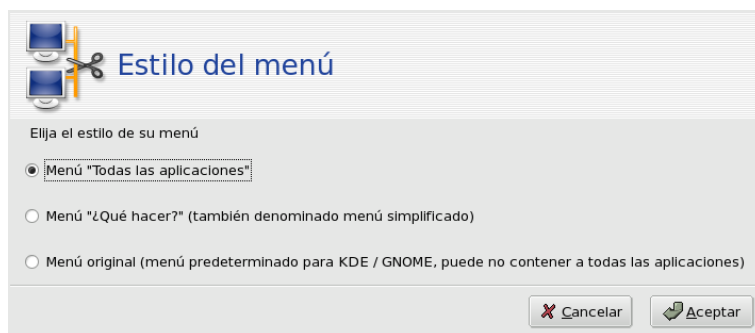 Estilo del menú
Elija el estilo de su menú
Menú "Todas las aplicaciones"
Menú "¿Qué hacer?" (también denominado menú simplificado)
Menú original (menú predeterminado para KDE / GNOME, puede no contener a todas las aplicaciones)
Cancelar
Aceptar